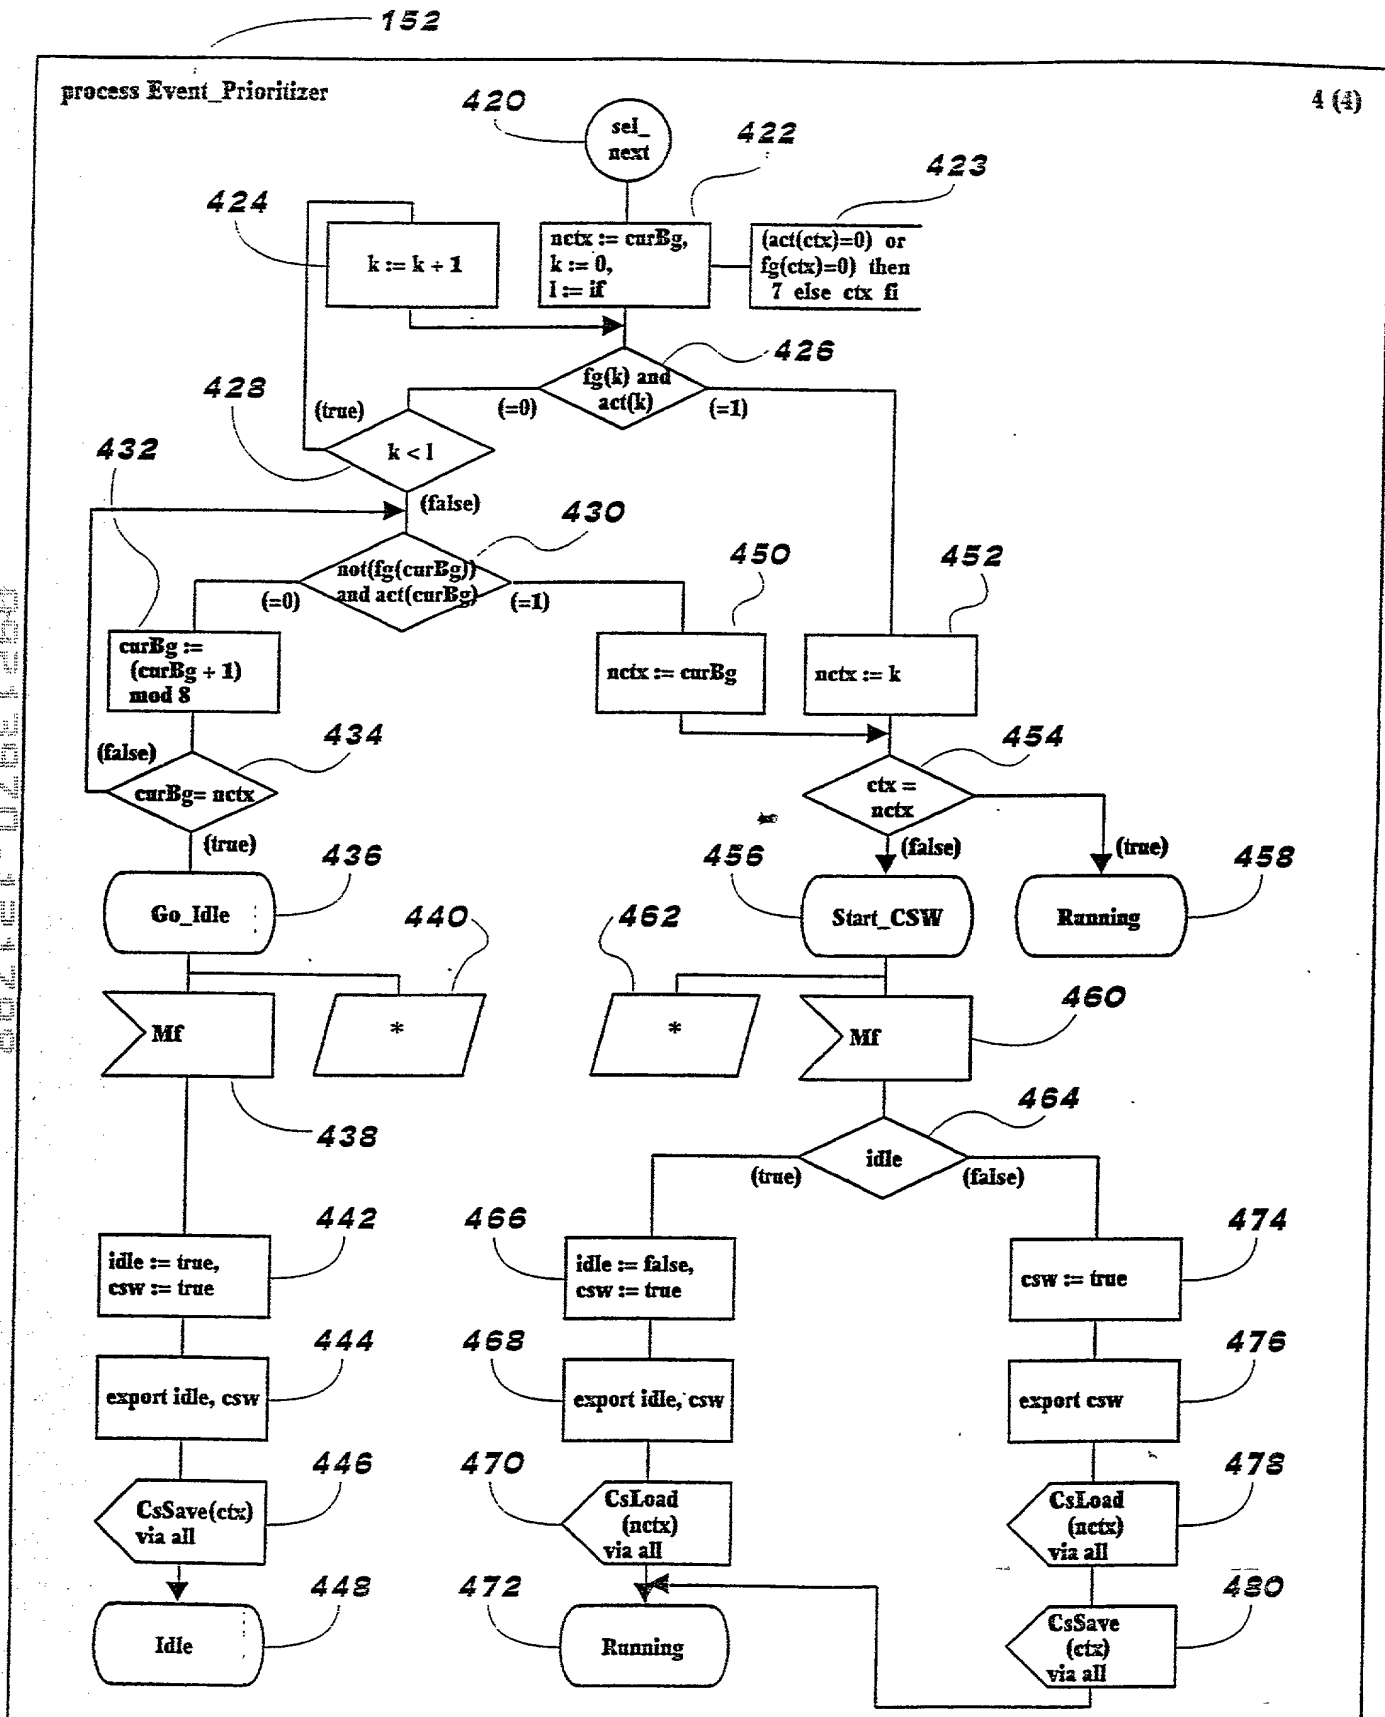 152
process Event_Prioritizer
4 (4)
420
sel_
next
422
423
424
k := k + 1
nctx := curBg,
k := 0,
l := if
(act(ctx)=0) or
fg(ctx)=0) then
7 else ctx fi
426
fg(k) and
act(k)
(=0)
(=1)
428
(true)
k < l
(false)
432
430
not(fg(curBg))
and act(curBg)
(=0)
(=1)
450
452
curBg :=
(curBg + 1)
mod 8
nctx := curBg
nctx := k
434
(false)
curBg= nctx
(true)
454
ctx =
nctx
(false)
(true)
436
Go_Idle
456
Start_CSW
458
Running
440
*
462
*
Mf
438
Mf
460
464
idle
(true)
(false)
442
idle := true,
csw := true
466
idle := false,
csw := true
474
csw := true
444
export idle, csw
468
export idle, csw
476
export csw
446
CsSave(ctx)
via all
470
CsLoad
(nctx)
via all
478
CsLoad
(nctx)
via all
448
Idle
472
Running
480
CsSave
(ctx)
via all